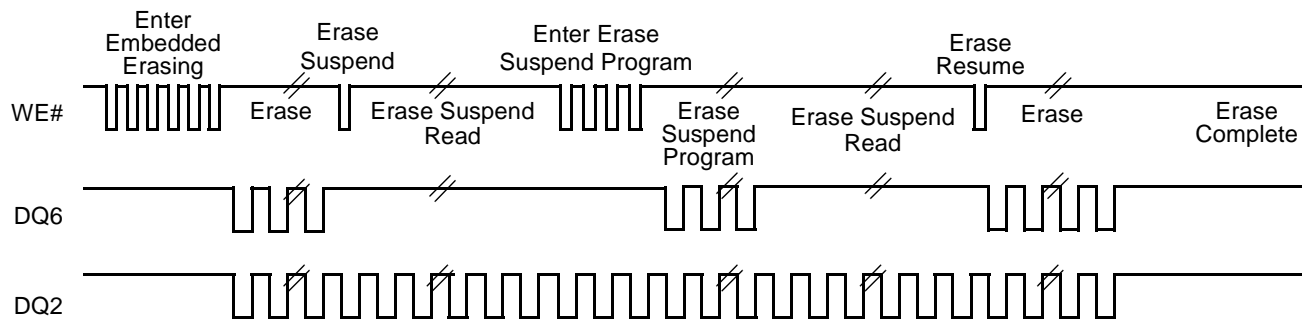 Enter
Embedded
Erasing
Erase
Suspend
Enter Erase
Suspend Program
Erase
Resume
WE#
Erase
Erase Suspend
Read
Erase
Suspend
Program
Erase Suspend
Read
Erase
Erase
Complete
DQ6
DQ2